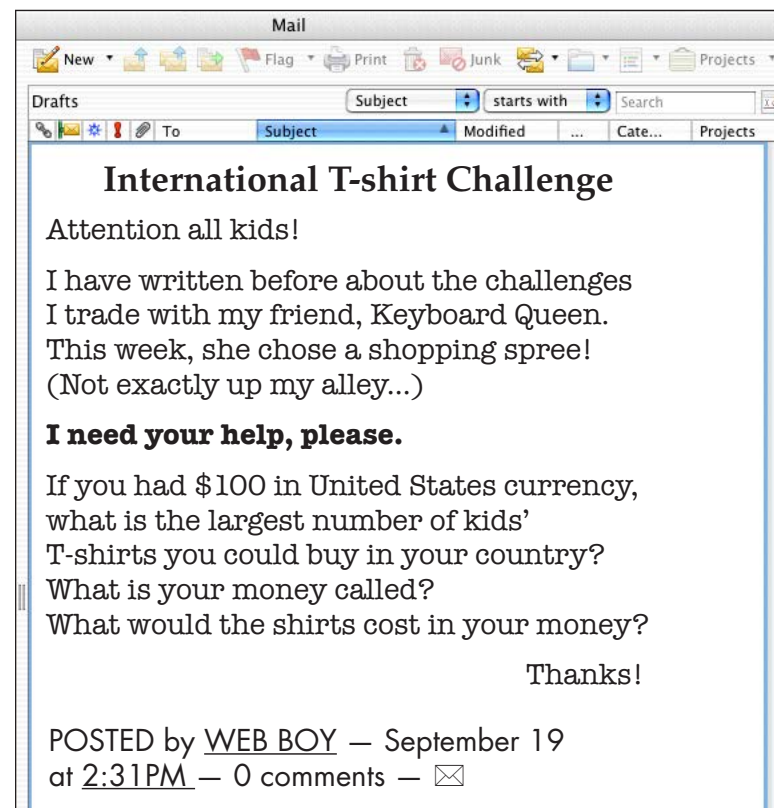 Mail
New Flag Print Junk Projects
Drafts Subject starts with Search
To Subject Modified ... Cate... Projects
International T-shirt Challenge
Attention all kids!
I have written before about the challenges
I trade with my friend, Keyboard Queen.
This week, she chose a shopping spree!
(Not exactly up my alley...)
I need your help, please.
If you had $100 in United States currency,
what is the largest number of kids’
T-shirts you could buy in your country?
What is your money called?
What would the shirts cost in your money?
Thanks!
POSTED by WEB BOY — September 19
at 2:31PM — 0 comments —